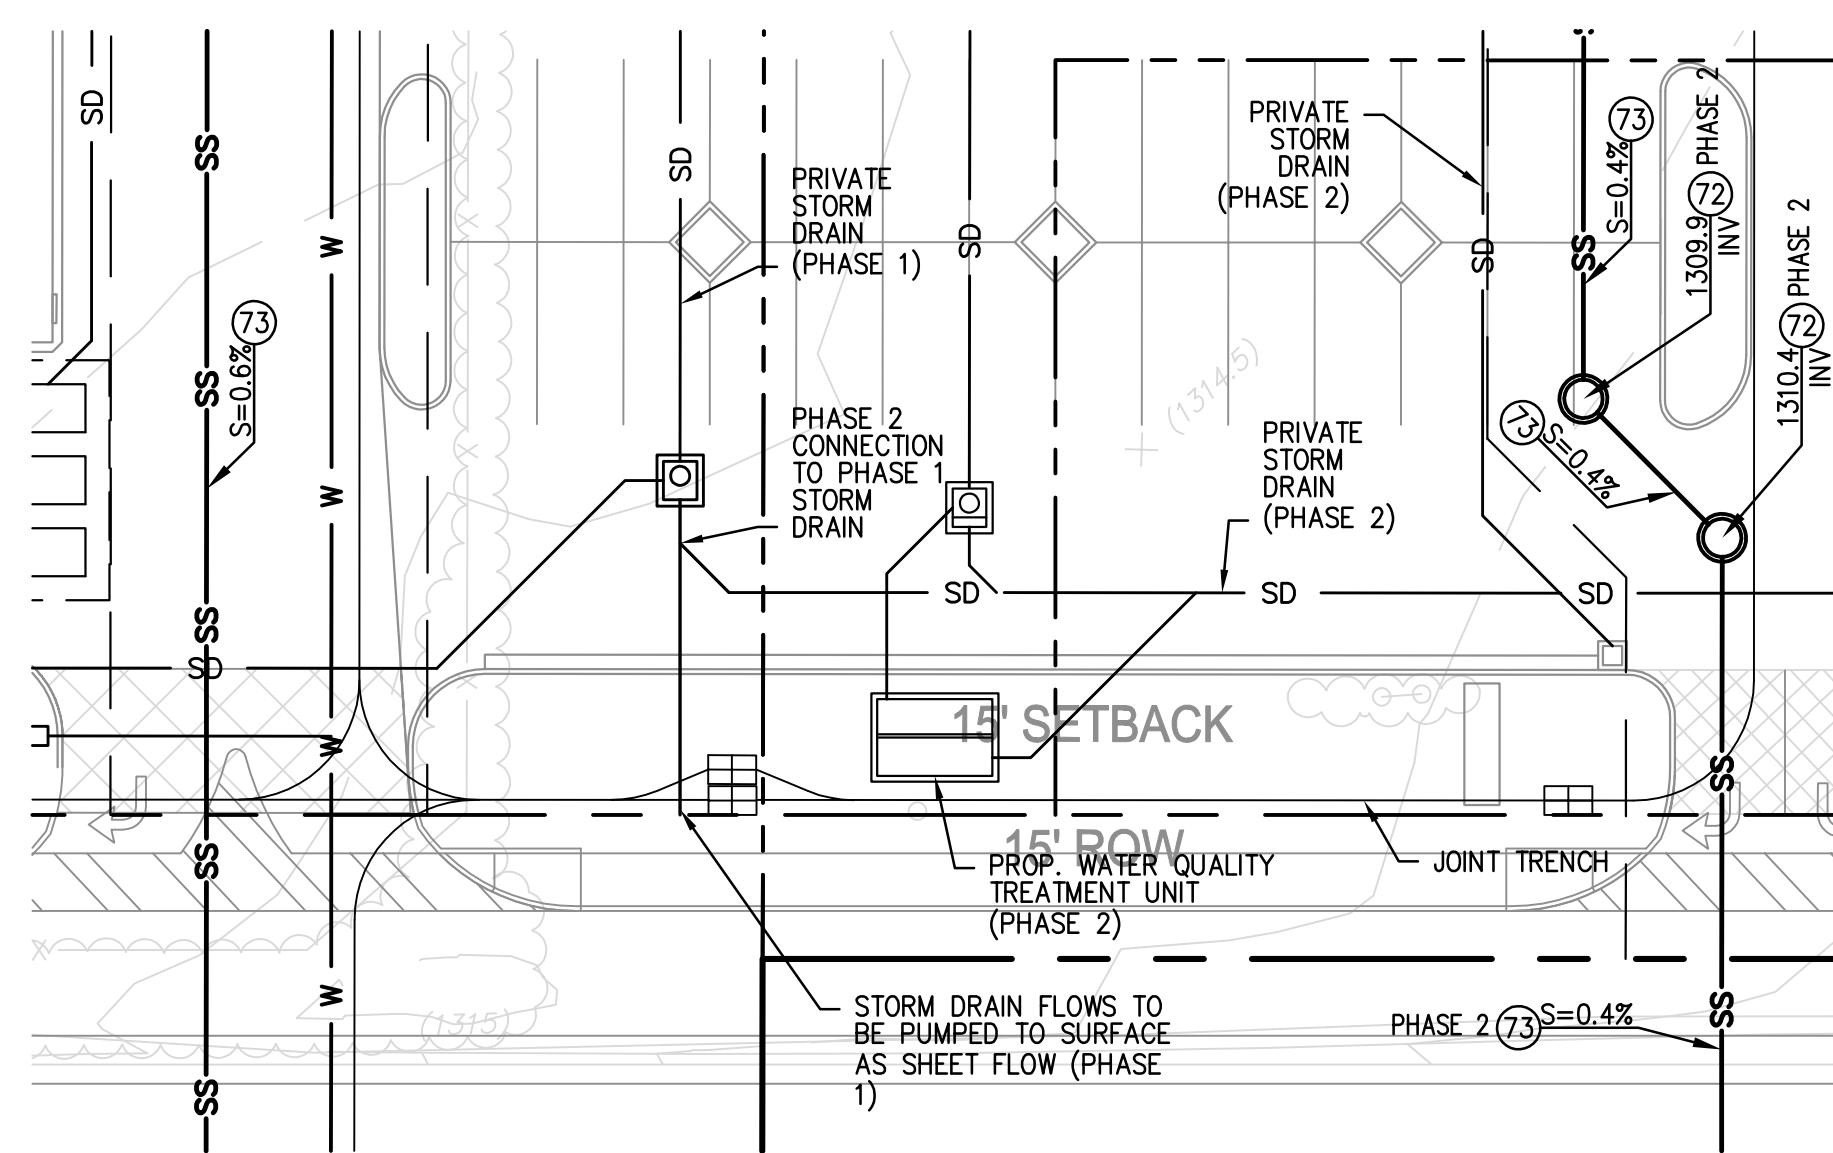 SD
SS
W
73
S=0.6%
SD
PRIVATE
STORM
DRAIN
(PHASE 1)
SD
PRIVATE
STORM
DRAIN
(PHASE 2)
SD
SS
73
S=0.4%
72 PHASE 2
1309.9
INV
72 PHASE 2
1310.4
INV
73 S=0.4%
(1314.5)
SS
W
PHASE 2
CONNECTION
TO PHASE 1
STORM
DRAIN
PRIVATE
STORM
DRAIN
(PHASE 2)
SS
SD
SD
SD
SD
W
15' SETBACK
SS
SS
15' ROW
PROP. WATER QUALITY
TREATMENT UNIT
(PHASE 2)
JOINT TRENCH
W
(1315)
STORM DRAIN FLOWS TO
BE PUMPED TO SURFACE
AS SHEET FLOW (PHASE
1)
PHASE 2 73 S=0.4%
SS
SS